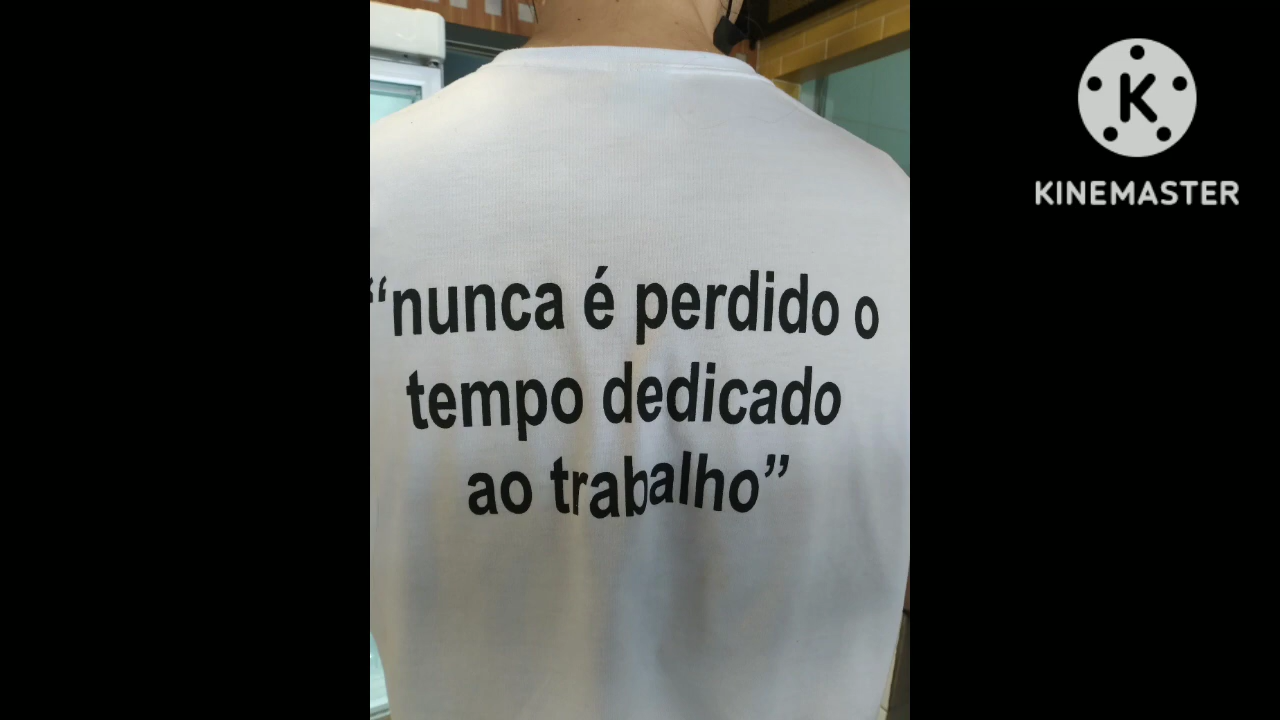 “nunca é perdido o
tempo dedicado
ao trabalho”
K
KINEMASTER